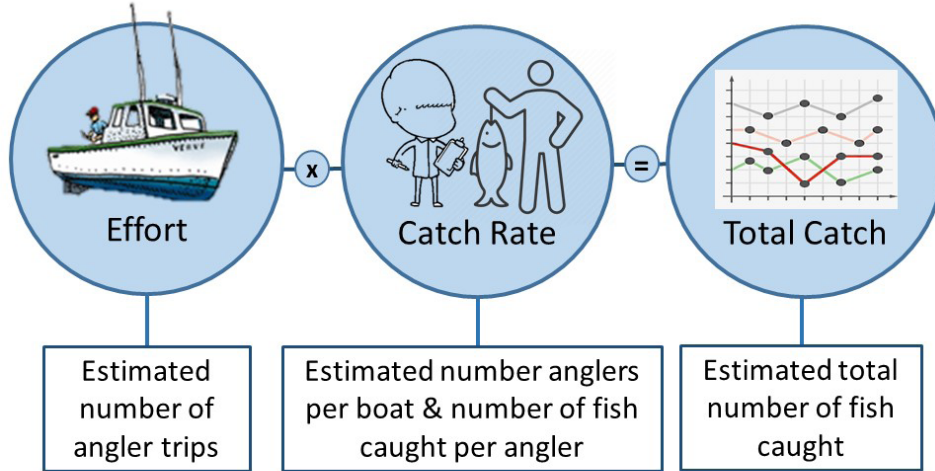 VERVE
Effort
x
Catch Rate
=
Total Catch
Estimated
number of
angler trips
Estimated number anglers
per boat & number of fish
caught per angler
Estimated total
number of fish
caught